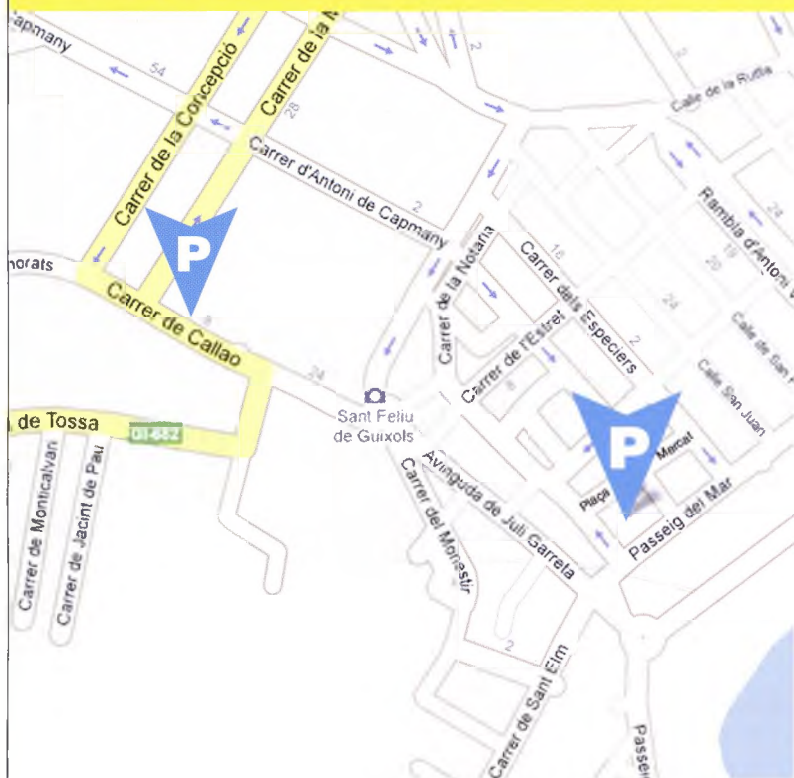 Capmany
54
Carrer de la Concepció
Carrer de la M
28
2
Calle de la Rutlla
Carrer d'Antoni de Capmany
2
Rambla d'Antoni V
24
19
20
Carrer de la Notaria
18
Carrer dels Especiers
24
2
P
norats
Carrer de Callao
8
24
Carrer de l'Estret
8
Calle de San
Calle San Juan
Sant Feliu
de Guixols
de Tossa
GI-682
P
Plaça Mercat
Passeig del Mar
Avinguda de Juli Garreta
Carrer del Monestir
Carrer de Monticalvari
Carrer de Jacint de Pau
2
Carrer de Sant Elm
Passeig